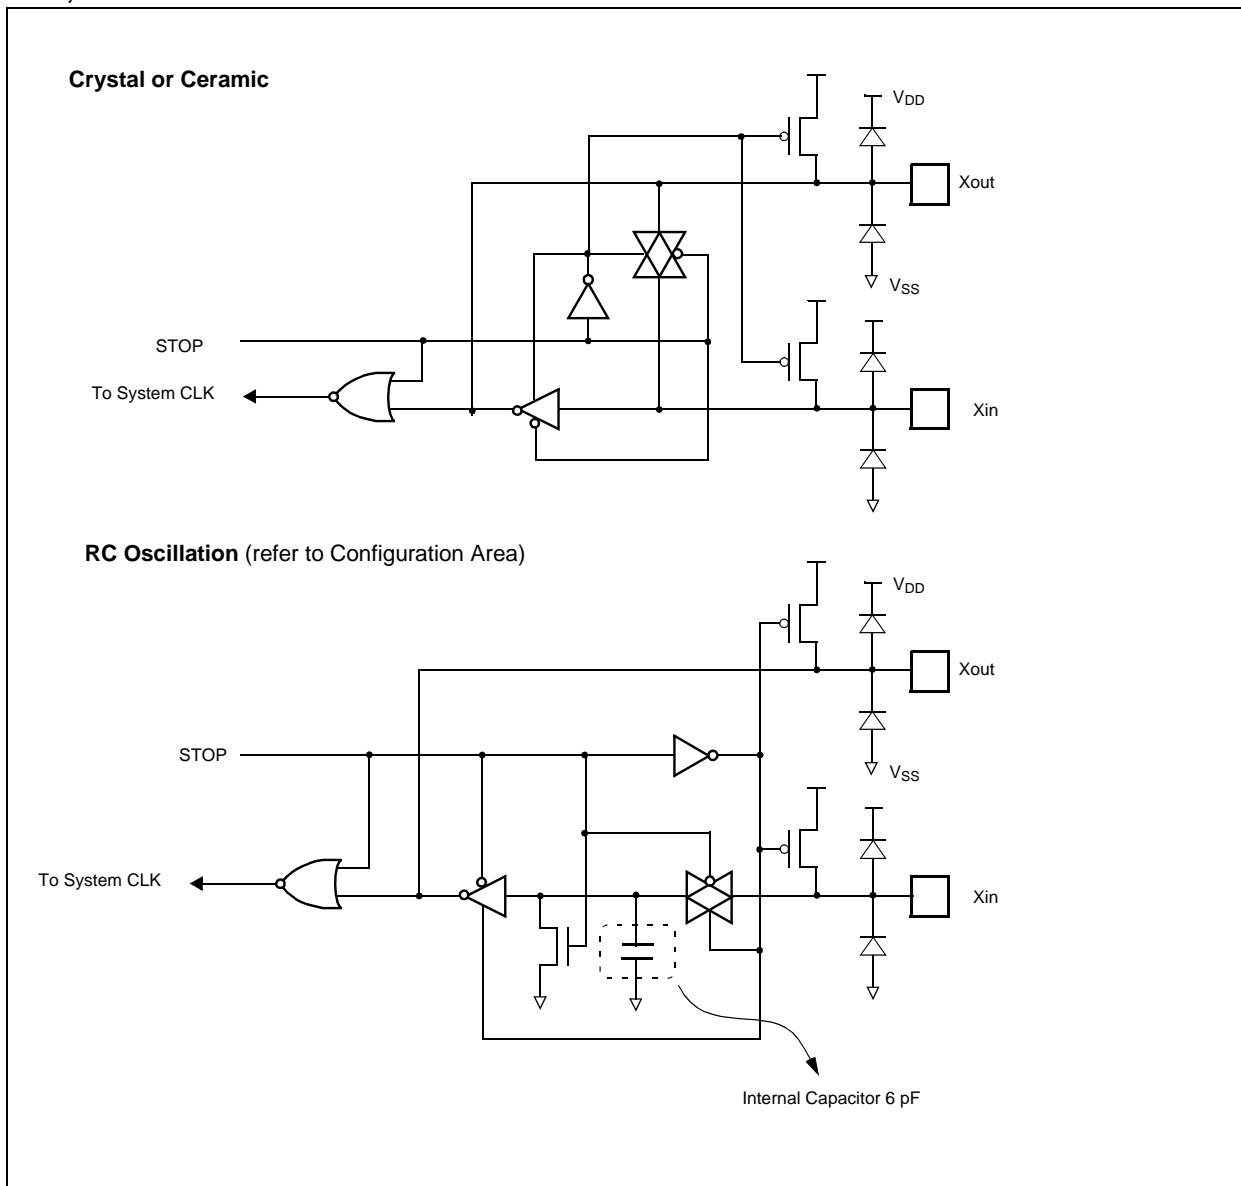 Crystal or Ceramic
VDD
Xout
VSS
STOP
To System CLK
Xin
RC Oscillation (refer to Configuration Area)
VDD
Xout
STOP
VSS
To System CLK
Xin
Internal Capacitor 6 pF